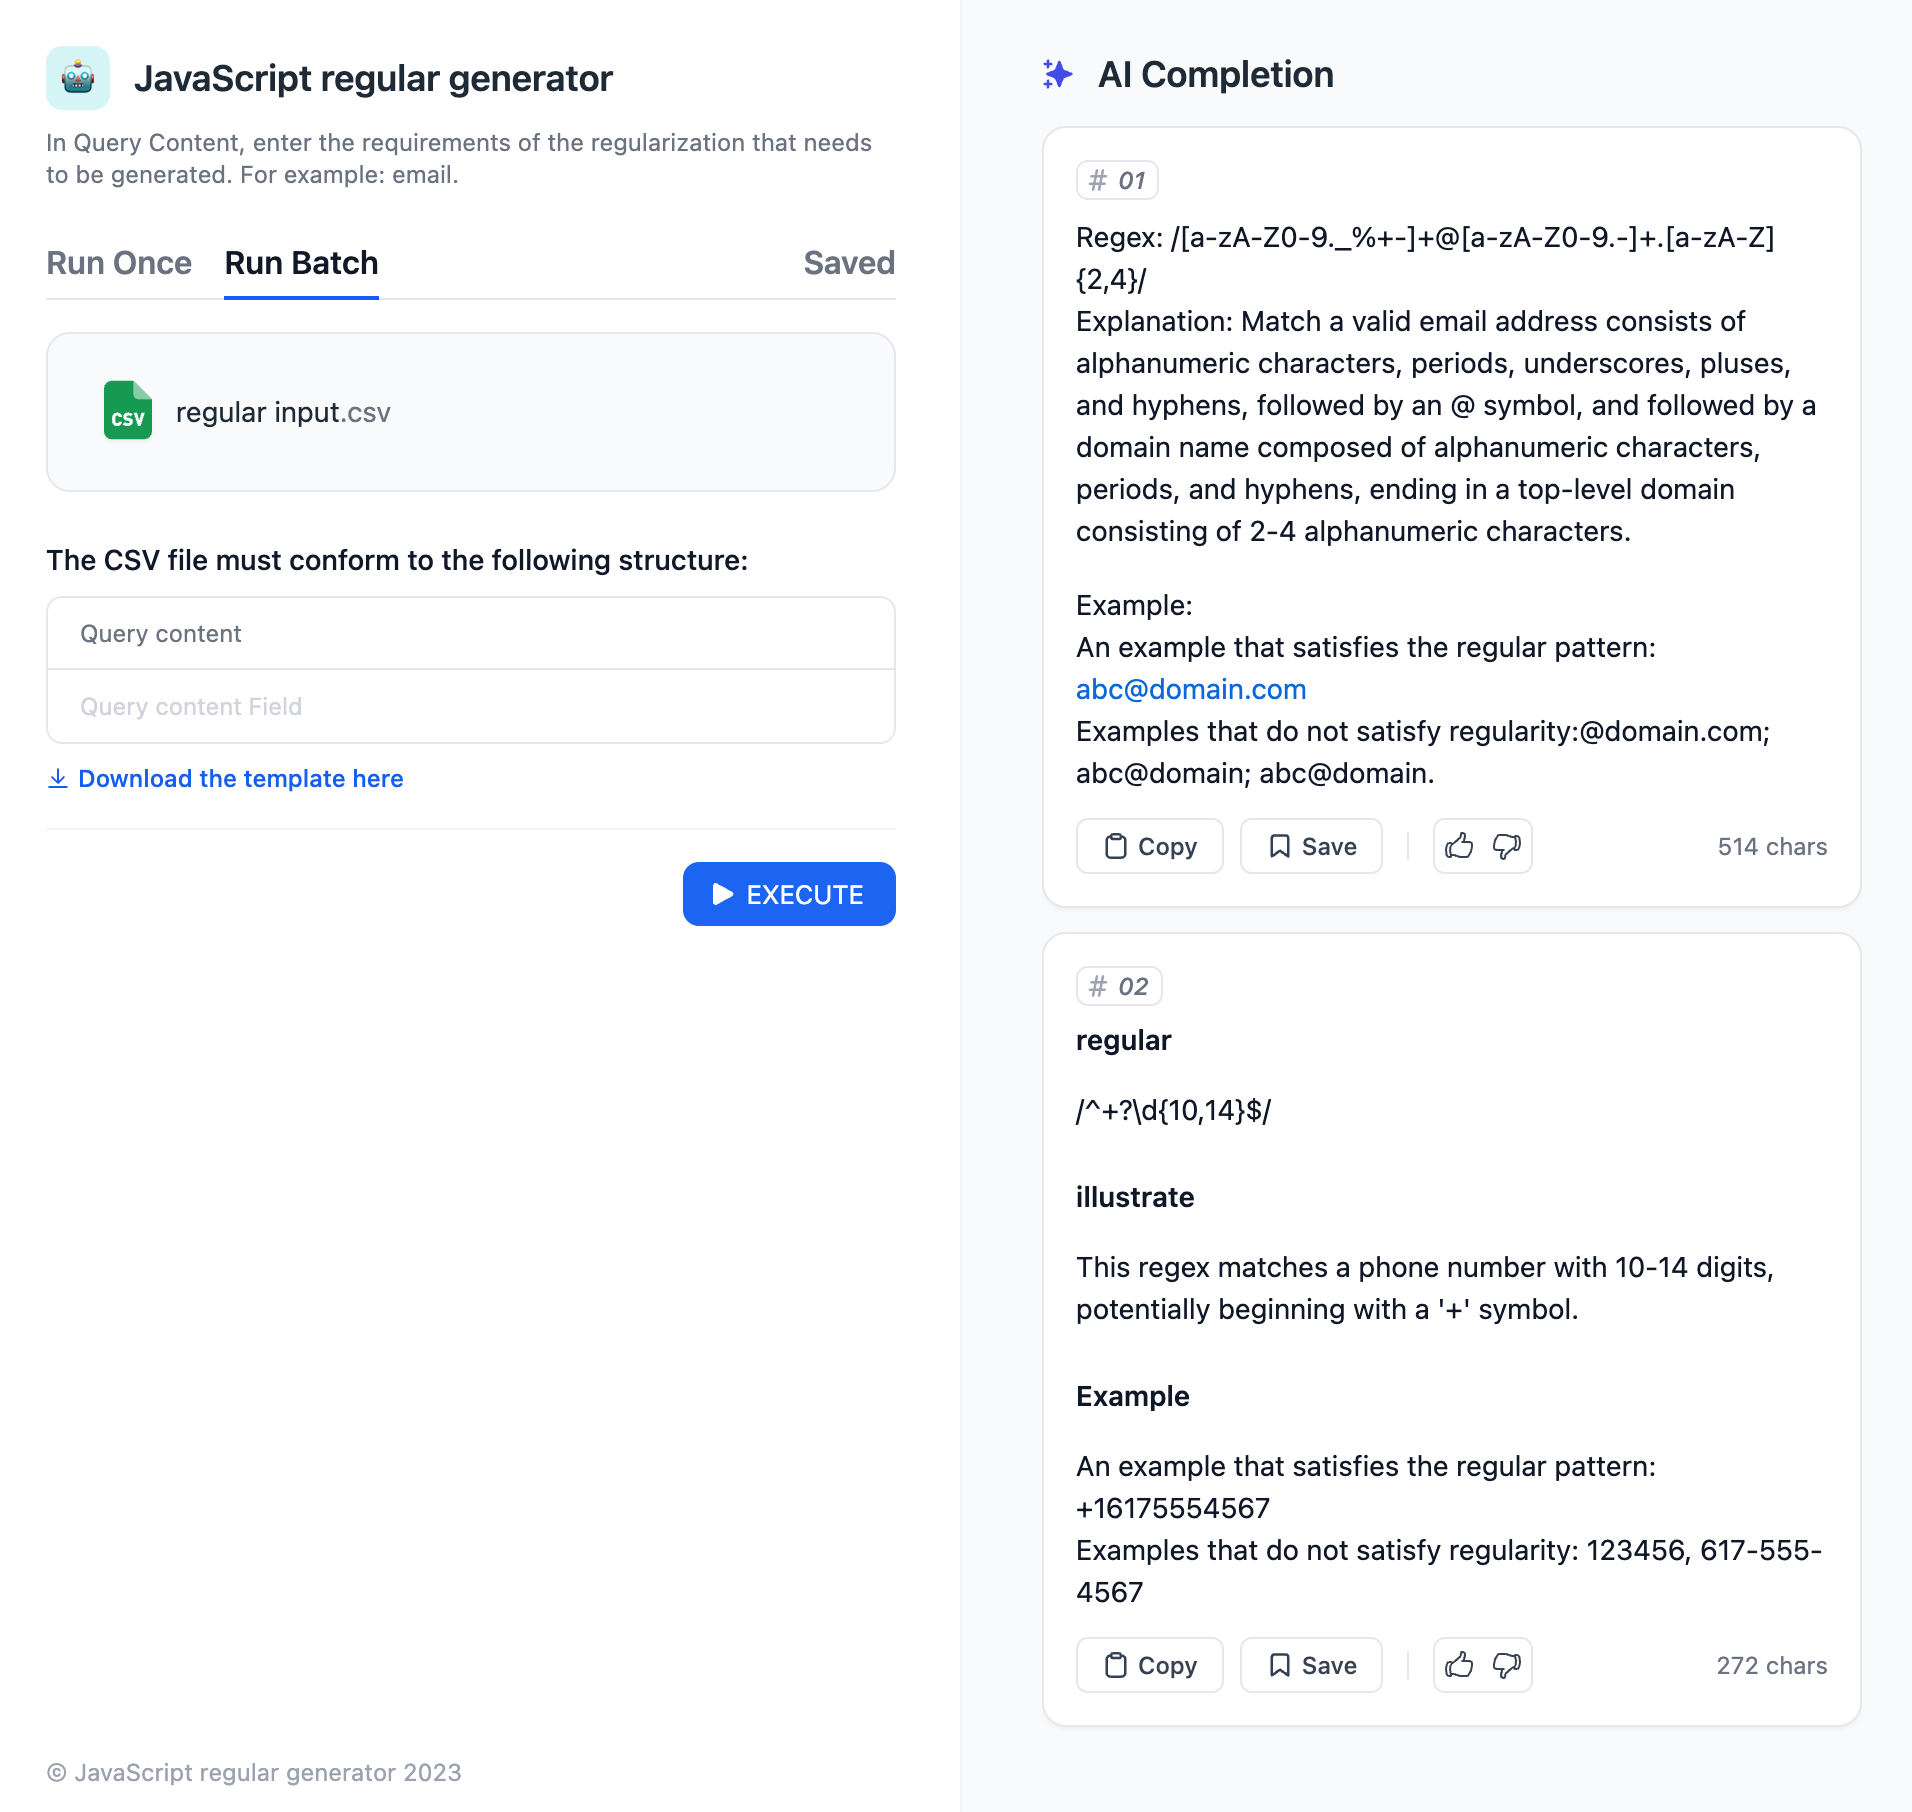 JavaScript regular generator
In Query Content, enter the requirements of the regularization that needs
to be generated. For example: email.
Run Once
Run Batch
Saved
CSV
regular input.csv
The CSV file must conform to the following structure:
Query content
Query content Field
Download the template here
EXECUTE
© JavaScript regular generator 2023
AI Completion
# 01
Regex: /[a-zA-Z0-9._%+-]+@[a-zA-Z0-9.-]+.[a-zA-Z]
{2,4}/
Explanation: Match a valid email address consists of
alphanumeric characters, periods, underscores, pluses,
and hyphens, followed by an @ symbol, and followed by a
domain name composed of alphanumeric characters,
periods, and hyphens, ending in a top-level domain
consisting of 2-4 alphanumeric characters.
Example:
An example that satisfies the regular pattern:
abc@domain.com
Examples that do not satisfy regularity:@domain.com;
abc@domain; abc@domain.
Copy
Save
514 chars
# 02
regular
/^+?\d{10,14}$/
illustrate
This regex matches a phone number with 10-14 digits,
potentially beginning with a '+' symbol.
Example
An example that satisfies the regular pattern:
+16175554567
Examples that do not satisfy regularity: 123456, 617-555-
4567
Copy
Save
272 chars